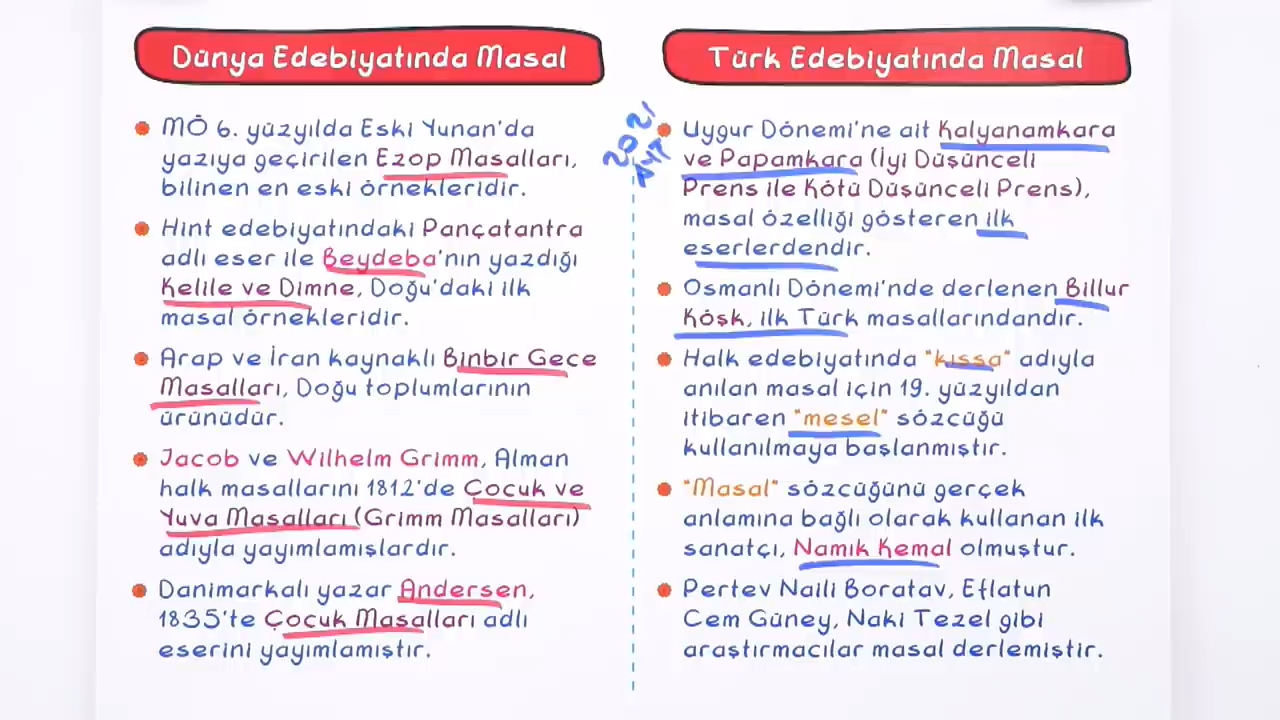 Dünya Edebiyatında Masal
MÖ 6. yüzyılda Eski Yunan'da
yazıya geçirilen Ezop Masalları,
bilinen en eski örnekleridir.
Hint edebiyatındaki Pançatantra
adlı eser ile Beydeba'nın yazdığı
Kelile ve Dimne, Doğu'daki ilk
masal örnekleridir.
Arap ve İran kaynaklı Binbir Gece
Masalları, Doğu toplumlarının
ürünüdür.
Jacob ve Wilhelm Grimm, Alman
halk masallarını 1812'de Çocuk ve
Yuva Masalları (Grimm Masalları)
adıyla yayımlamışlardır.
Danimarkalı yazar Andersen,
1835'te Çocuk Masalları adlı
eserini yayımlamıştır.
Türk Edebiyatında Masal
2021
AYT
Uygur Dönemi'ne ait Kalyanamkara
ve Papamkara (İyi Düşünceli
Prens ile Kötü Düşünceli Prens),
masal özelliği gösteren ilk
eserlerdendir.
Osmanlı Dönemi'nde derlenen Billur
Köşk, ilk Türk masallarındandır.
Halk edebiyatında "kıssa" adıyla
anılan masal için 19. yüzyıldan
itibaren "mesel" sözcüğü
kullanılmaya başlanmıştır.
"Masal" sözcüğünü gerçek
anlamına bağlı olarak kullanan ilk
sanatçı, Namık Kemal olmuştur.
Pertev Naili Boratav, Eflatun
Cem Güney, Naki Tezel gibi
araştırmacılar masal derlemiştir.